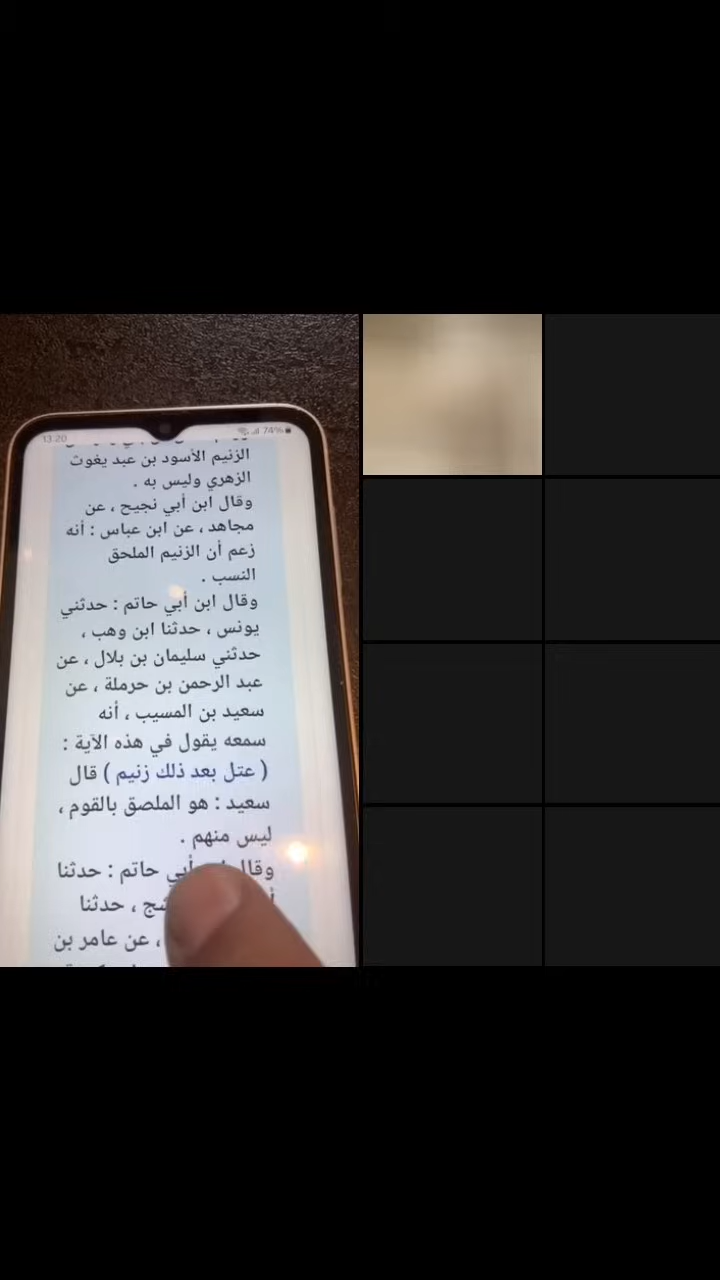 13:20
74%
الزنيم الأسود بن عبد يغوث
الزهري وليس به .
وقال ابن أبي نجيح ، عن
مجاهد ، عن ابن عباس : أنه
زعم أن الزنيم الملحق
النسب .
وقال ابن أبي حاتم : حدثني
يونس ، حدثنا ابن وهب ،
حدثني سليمان بن بلال ، عن
عبد الرحمن بن حرملة ، عن
سعيد بن المسيب ، أنه
سمعه يقول في هذه الآية :
( عتل بعد ذلك زنيم ) قال
سعيد : هو الملصق بالقوم ،
ليس منهم .
وقال أبي حاتم : حدثنا
، حدثنا
، عن عامر بن